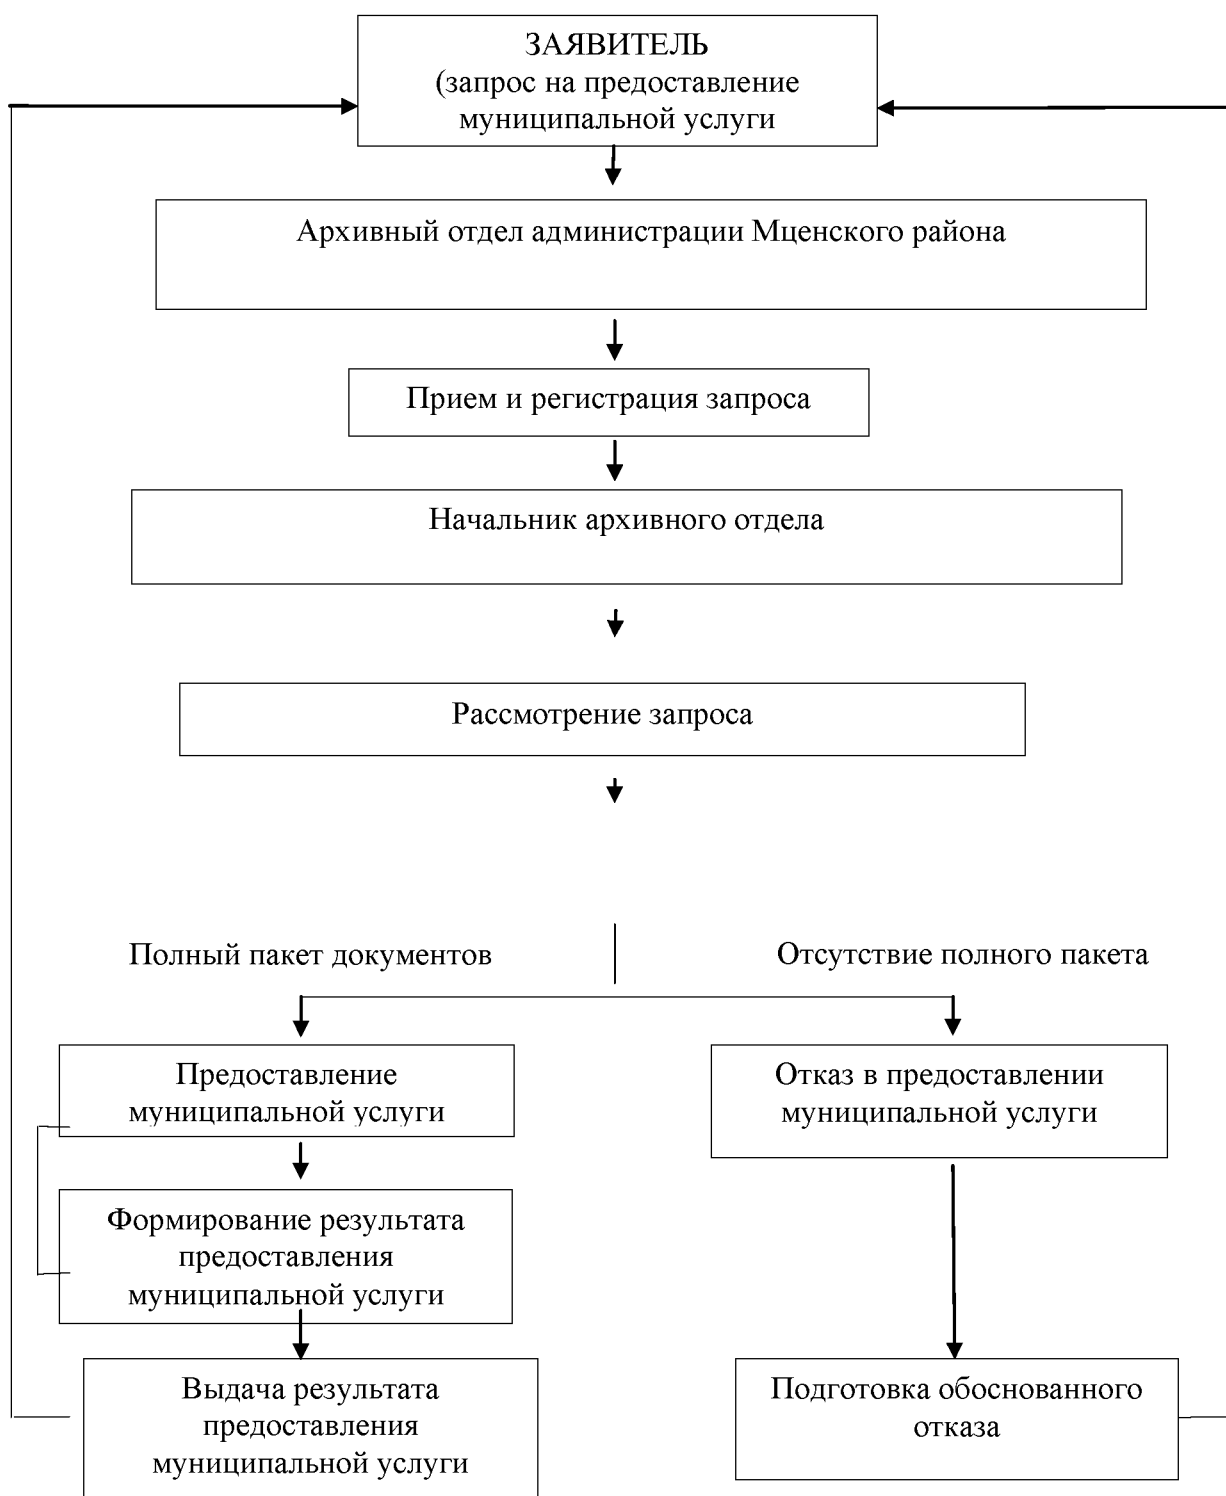 ЗАЯВИТЕЛЬ
(запрос на предоставление
муниципальной услуги
Архивный отдел администрации Мценского района
Прием и регистрация запроса
Начальник архивного отдела
Рассмотрение запроса
Полный пакет документов
Отсутствие полного пакета
Предоставление
муниципальной услуги
Отказ в предоставлении
муниципальной услуги
Формирование результата
предоставления
муниципальной услуги
Выдача результата
предоставления
муниципальной услуги
Подготовка обоснованного
отказа